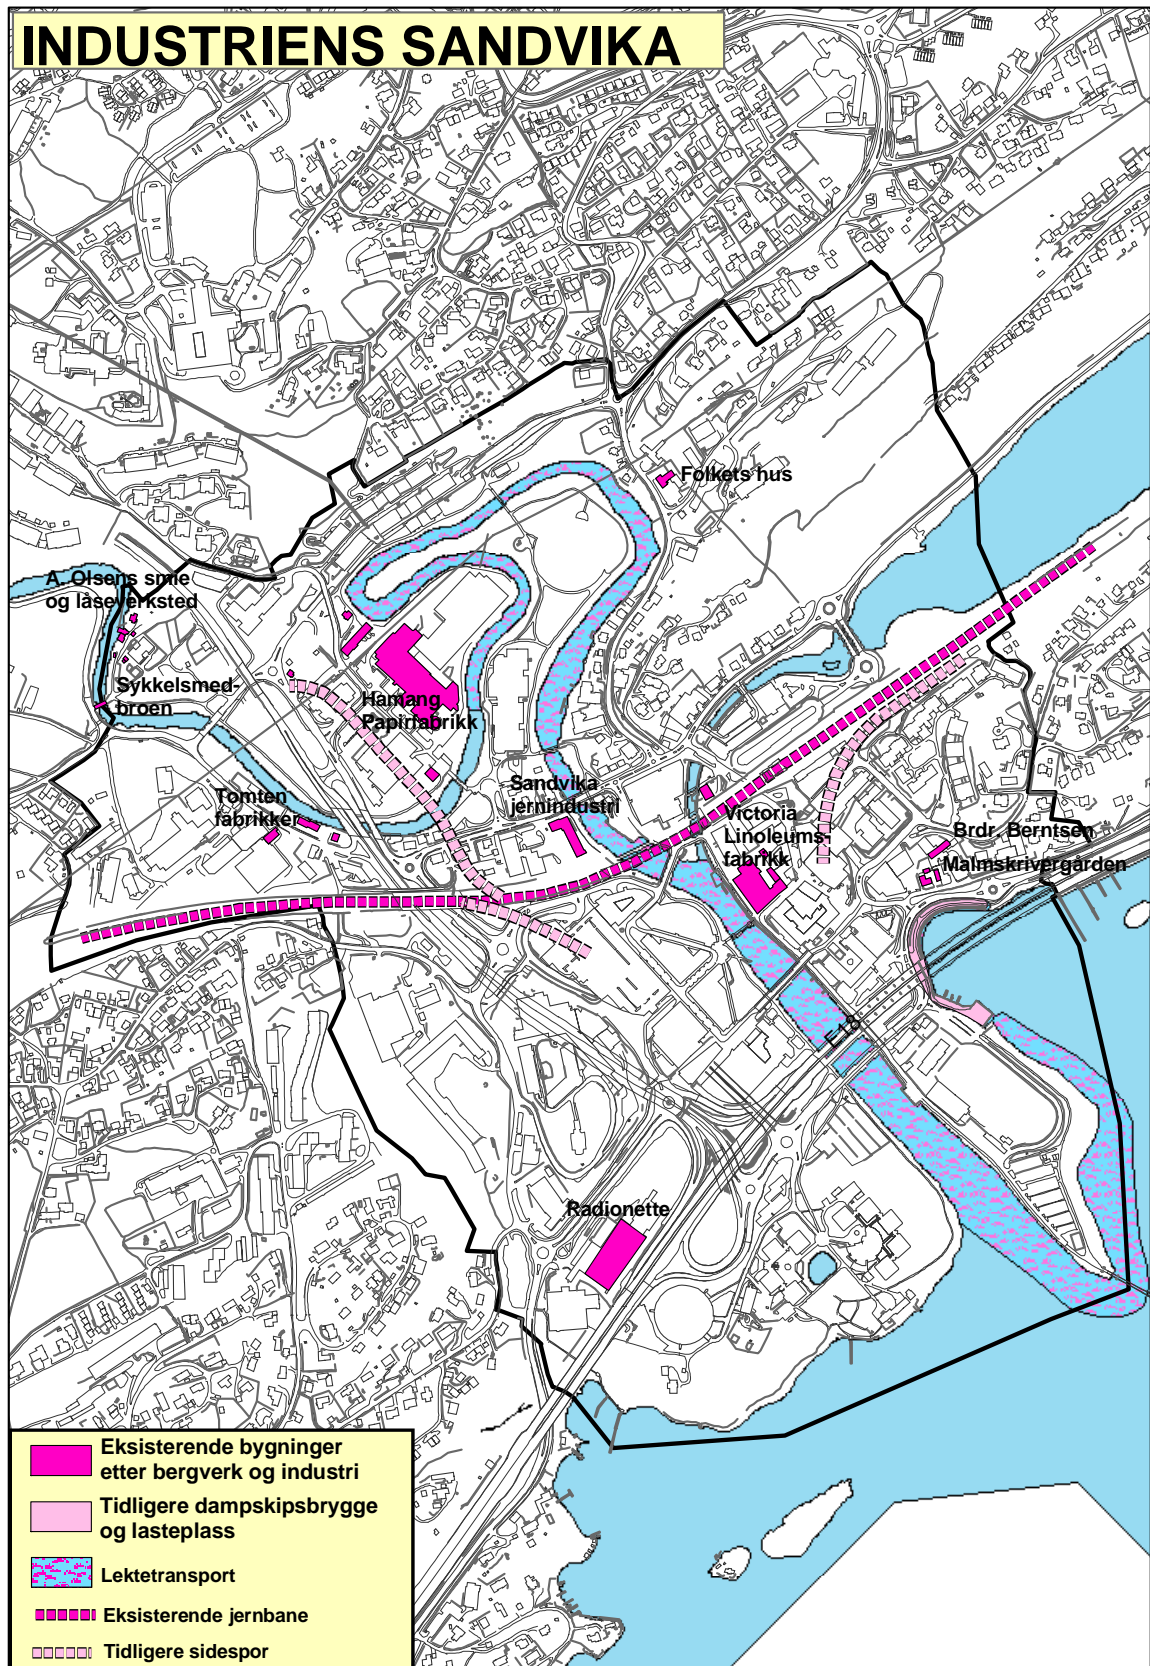 INDUSTRIENS SANDVIKA
Folkets hus
A. Olsens smie
og låseverksted
Sykkelsmed-
broen
Hamang
Papirfabrikk
Sandvika
jernindustri
Tomten
fabrikker
Victoria
Linoleums-
fabrikk
Brdr. Berntsen
Malmskrivergården
Radionette
Eksisterende bygninger
etter bergverk og industri
Tidligere dampskipsbrygge
og lasteplass
Lektetransport
Eksisterende jernbane
Tidligere sidespor